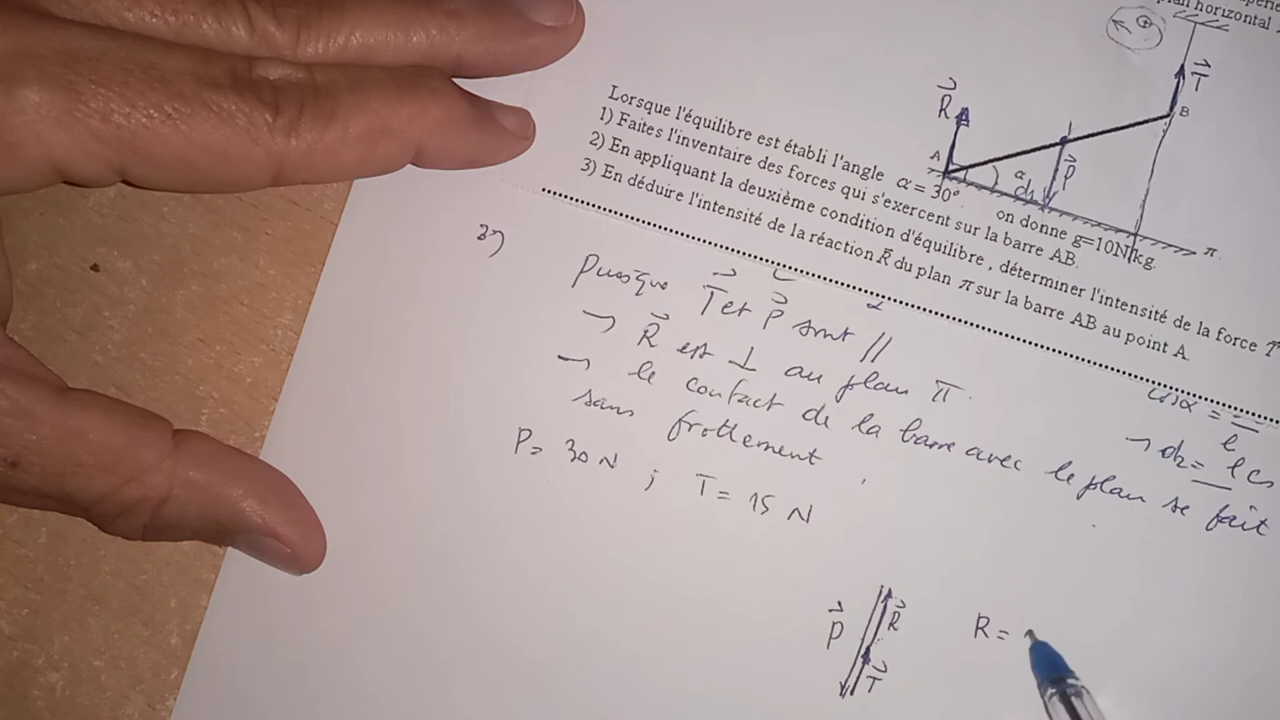 plan horizontal
T
B
R
A
α
d₁
P
π
Lorsque l'équilibre est établi l'angle α = 30° on donne g=10N/kg.
1) Faites l'inventaire des forces qui s'exercent sur la barre AB.
2) En appliquant la deuxième condition d'équilibre , déterminer l'intensité de la force T
3) En déduire l'intensité de la réaction R du plan π sur la barre AB au point A.
3)
Puisque T et P sont //
→ R est ⊥ au plan π.
→ le contact de la barre avec le plan se fait
sans frottement
P= 30 N ; T= 15 N
cosα =
l
→ d₂=
P R
T
R=